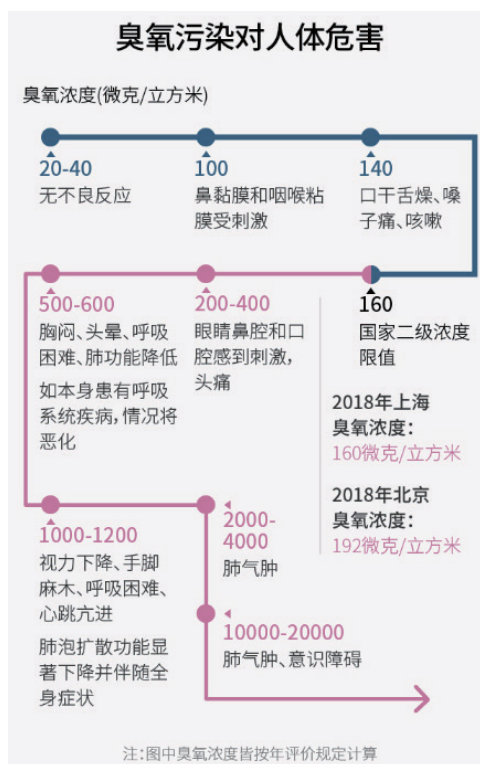 臭氧污染对人体危害
臭氧浓度(微克/立方米)
20-40
无不良反应
100
鼻黏膜和咽喉粘
膜受刺激
140
口干舌燥、嗓
子痛、咳嗽
160
国家二级浓度
限值
2018年上海
臭氧浓度：
160微克/立方米
2018年北京
臭氧浓度：
192微克/立方米
200-400
眼睛鼻腔和口
腔感到刺激，
头痛
500-600
胸闷、头晕、呼吸
困难、肺功能降低
如本身患有呼吸
系统疾病，情况将
恶化
1000-1200
视力下降、手脚
麻木、呼吸困难、
心跳亢进
肺泡扩散功能显
著下降并伴随全
身症状
2000-
4000
肺气肿
10000-20000
肺气肿、意识障碍
注：图中臭氧浓度皆按年评价规定计算